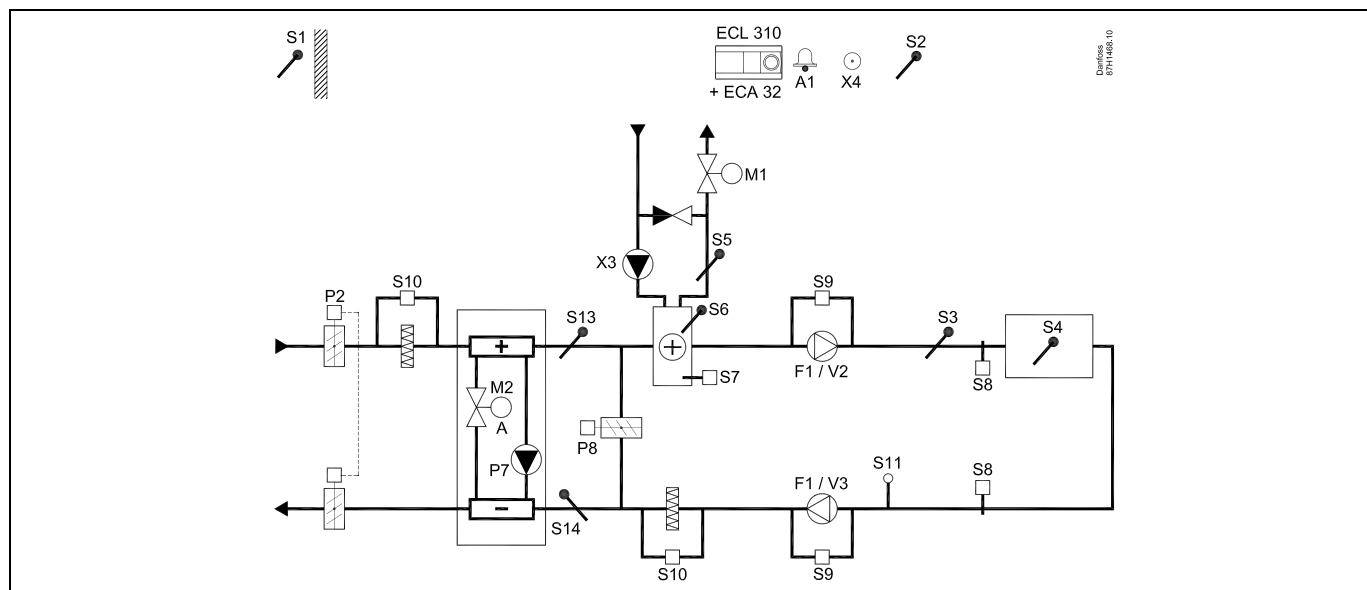 S1
ECL 310
+ ECA 32
A1
X4
S2
Danfoss
87H1468.10
M1
S5
X3
P2
S10
S13
S6
S9
S3
S4
+
+
S7
F1 / V2
S8
M2
A
P8
P7
S11
S8
F1 / V3
-
S14
S10
S9